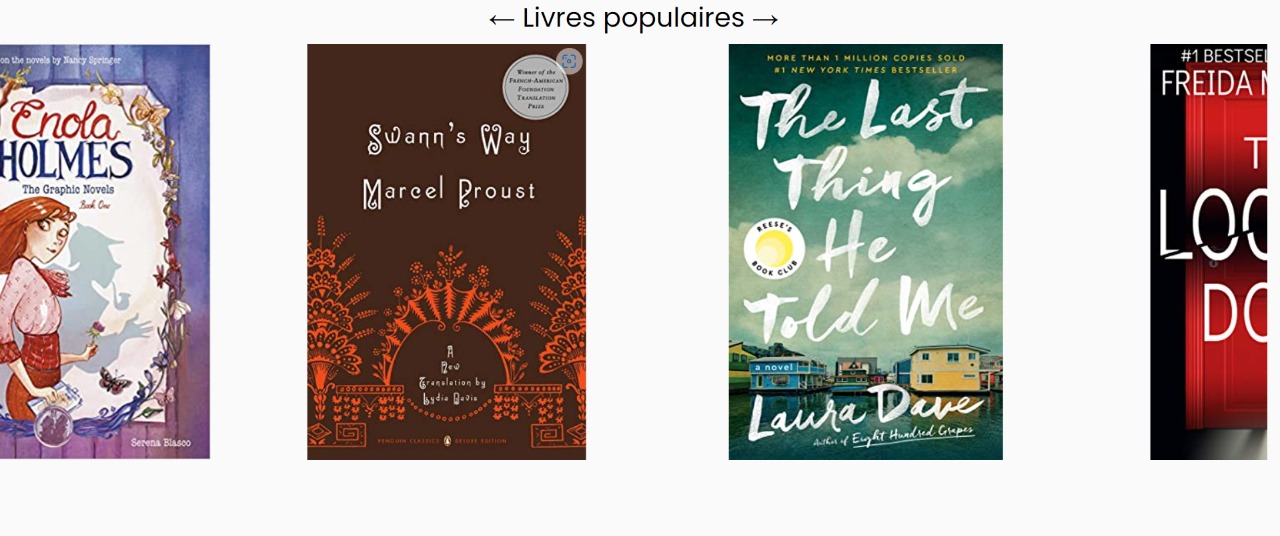 ← Livres populaires →
on the novels by Nancy Springer
Enola
HOLMES
The Graphic Novels
Book One
Serena Blasco
Winner of the
French-American
Foundation
Translation
Prize
Swann's Way
Marcel Proust
A
New
Translation by
Lydia Davis
PENGUIN CLASSICS DELUXE EDITION
MORE THAN 1 MILLION COPIES SOLD
#1 NEW YORK TIMES BESTSELLER
The Last
Thing
He
Told Me
REESE'S
BOOK CLUB
a novel
Laura Dave
Author of Eight Hundred Grapes
#1 BESTSEL
FREIDA M
T
LOC
DO